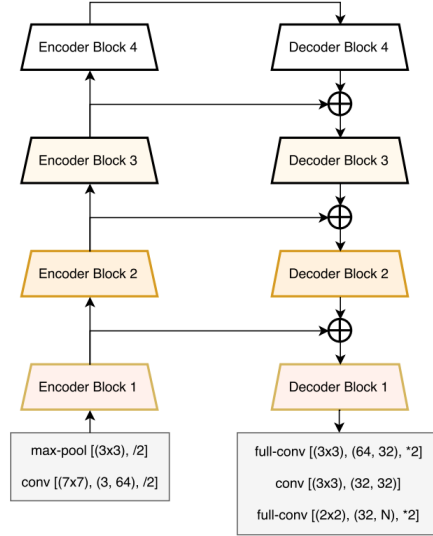 Encoder Block 4
Decoder Block 4
Encoder Block 3
Decoder Block 3
Encoder Block 2
Decoder Block 2
Encoder Block 1
Decoder Block 1
max-pool [(3x3), /2]
conv [(7x7), (3, 64), /2]
full-conv [(3x3), (64, 32), *2]
conv [(3x3), (32, 32)]
full-conv [(2x2), (32, N), *2]